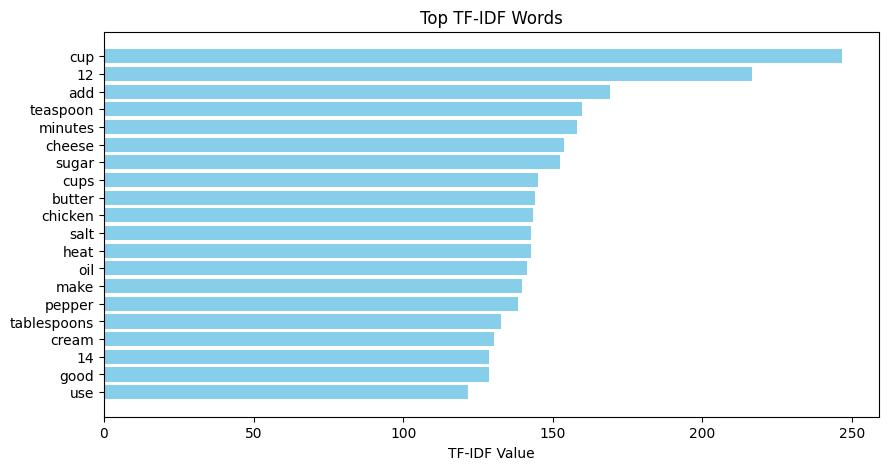 Top TF-IDF Words
cup
12
add
teaspoon
minutes
cheese
sugar
cups
butter
chicken
salt
heat
oil
make
pepper
tablespoons
cream
14
good
use
0 50 100 150 200 250
TF-IDF Value